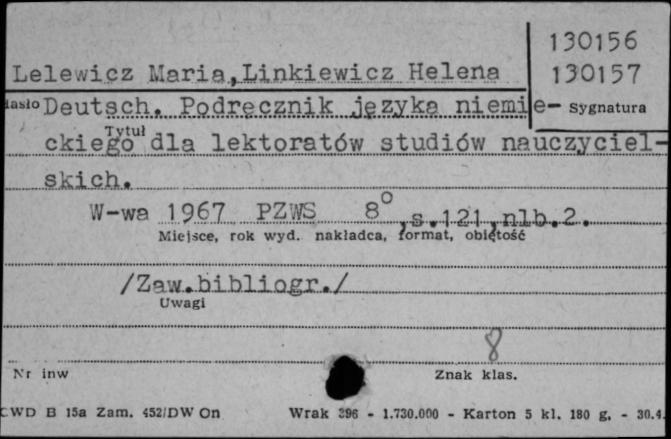 130156
Lelewicz Maria,Linkiewicz Helena 130157
Hasło Deutsch. Podręcznik języka niemie- Sygnatura
Tytuł
ckiego dla lektoratów studiów nauczyciel-
skich.
W-wa 1967 PZWS 8⁰,s.121,nlb.2.
Miejsce, rok wyd. nakładca, format, objętość
/Zaw.bibliogr./
Uwagi
8
Nr inw Znak klas.
CWD B 15a Zam. 452/DW On Wrak 396 - 1.730.000 - Karton 5 kl. 180 g. - 30.4.